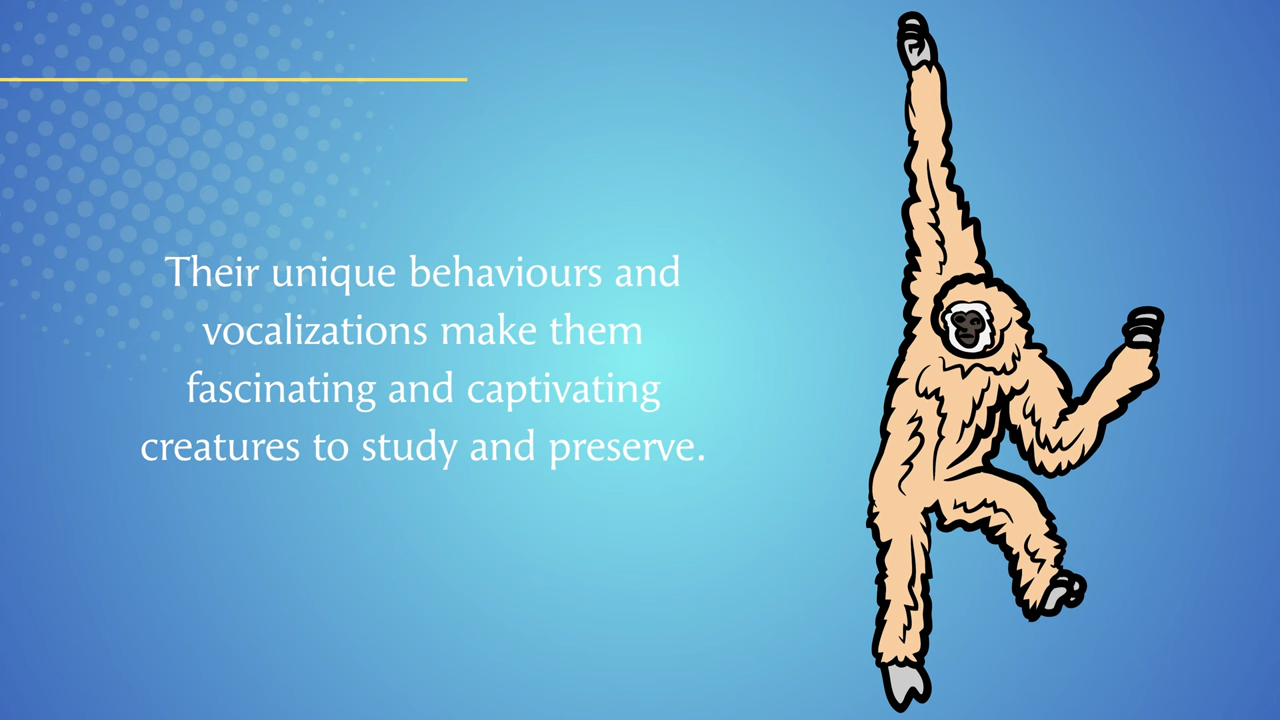 Their unique behaviours and
vocalizations make them
fascinating and captivating
creatures to study and preserve.